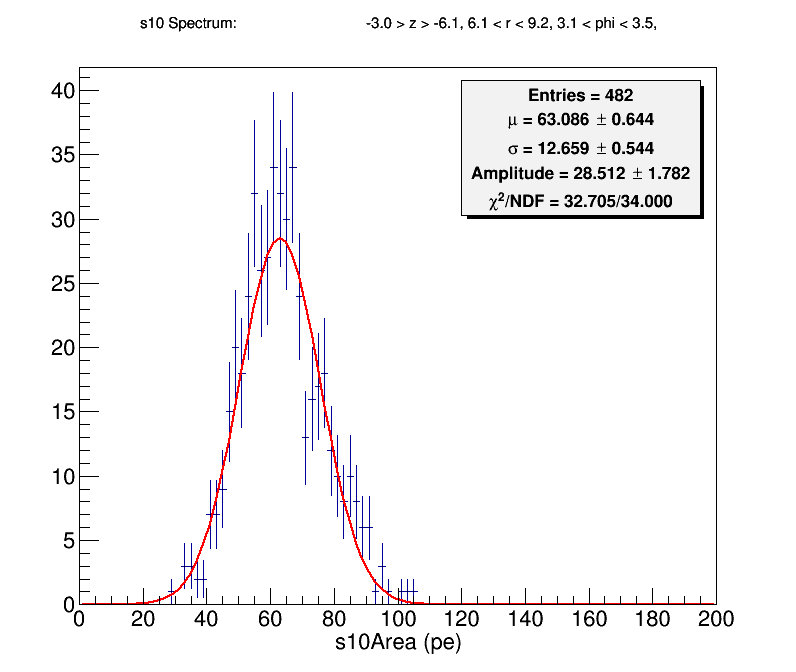 s10 Spectrum: -3.0 > z > -6.1, 6.1 < r < 9.2, 3.1 < phi < 3.5,
Entries = 482
μ = 63.086 ± 0.644
σ = 12.659 ± 0.544
Amplitude = 28.512 ± 1.782
χ²/NDF = 32.705/34.000
40
35
30
25
20
15
10
5
0
0 20 40 60 80 100 120 140 160 180 200
s10Area (pe)